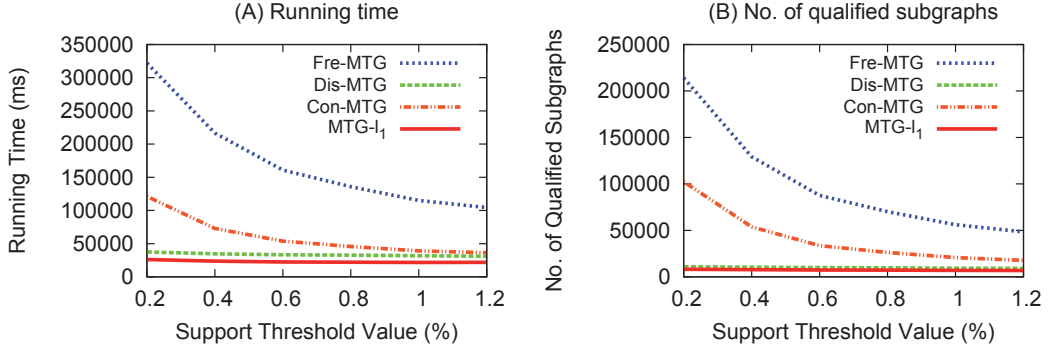 (A) Running time
Running Time (ms)
350000
300000
250000
200000
150000
100000
50000
0
Fre-MTG
Dis-MTG
Con-MTG
MTG-l₁
0.2 0.4 0.6 0.8 1 1.2
Support Threshold Value (%)
(B) No. of qualified subgraphs
No. of Qualified Subgraphs
250000
200000
150000
100000
50000
0
Fre-MTG
Dis-MTG
Con-MTG
MTG-l₁
0.2 0.4 0.6 0.8 1 1.2
Support Threshold Value (%)